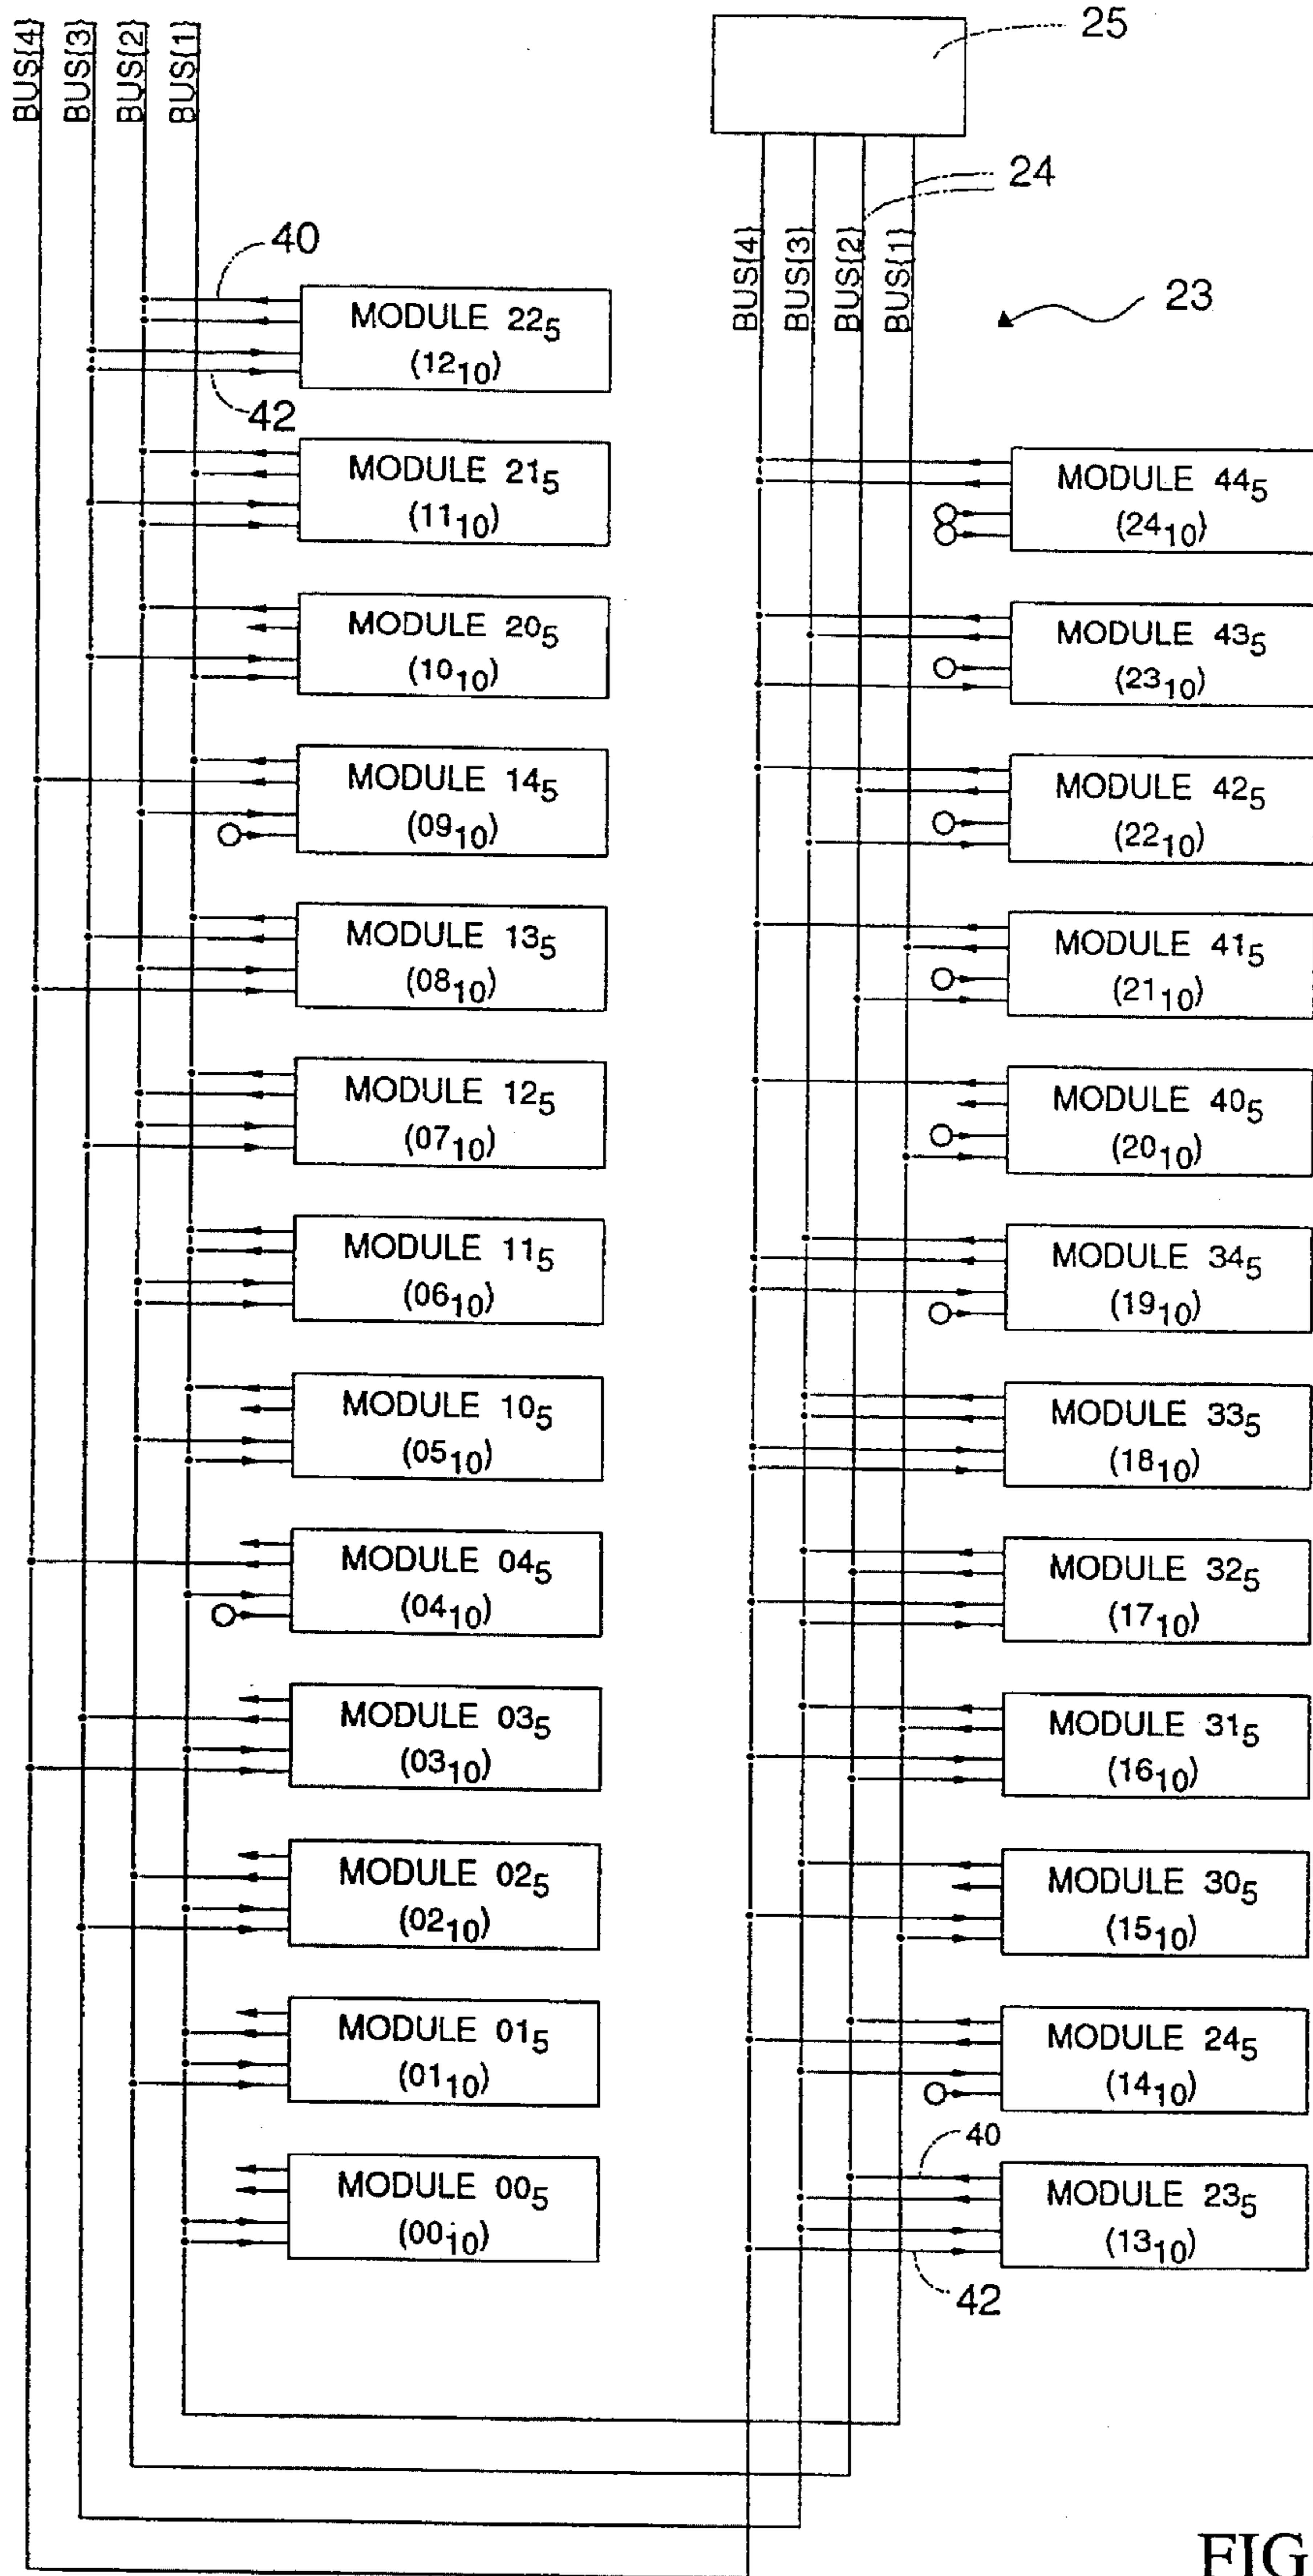 BUS{4}
BUS{3}
BUS{2}
BUS{1}
40
MODULE 22₅
(12₁₀)
42
MODULE 21₅
(11₁₀)
MODULE 20₅
(10₁₀)
MODULE 14₅
(09₁₀)
MODULE 13₅
(08₁₀)
MODULE 12₅
(07₁₀)
MODULE 11₅
(06₁₀)
MODULE 10₅
(05₁₀)
MODULE 04₅
(04₁₀)
MODULE 03₅
(03₁₀)
MODULE 02₅
(02₁₀)
MODULE 01₅
(01₁₀)
MODULE 00₅
(00₁₀)
25
24
BUS{4}
BUS{3}
BUS{2}
BUS{1}
23
MODULE 44₅
(24₁₀)
MODULE 43₅
(23₁₀)
MODULE 42₅
(22₁₀)
MODULE 41₅
(21₁₀)
MODULE 40₅
(20₁₀)
MODULE 34₅
(19₁₀)
MODULE 33₅
(18₁₀)
MODULE 32₅
(17₁₀)
MODULE 31₅
(16₁₀)
MODULE 30₅
(15₁₀)
MODULE 24₅
(14₁₀)
40
MODULE 23₅
(13₁₀)
42
FIG